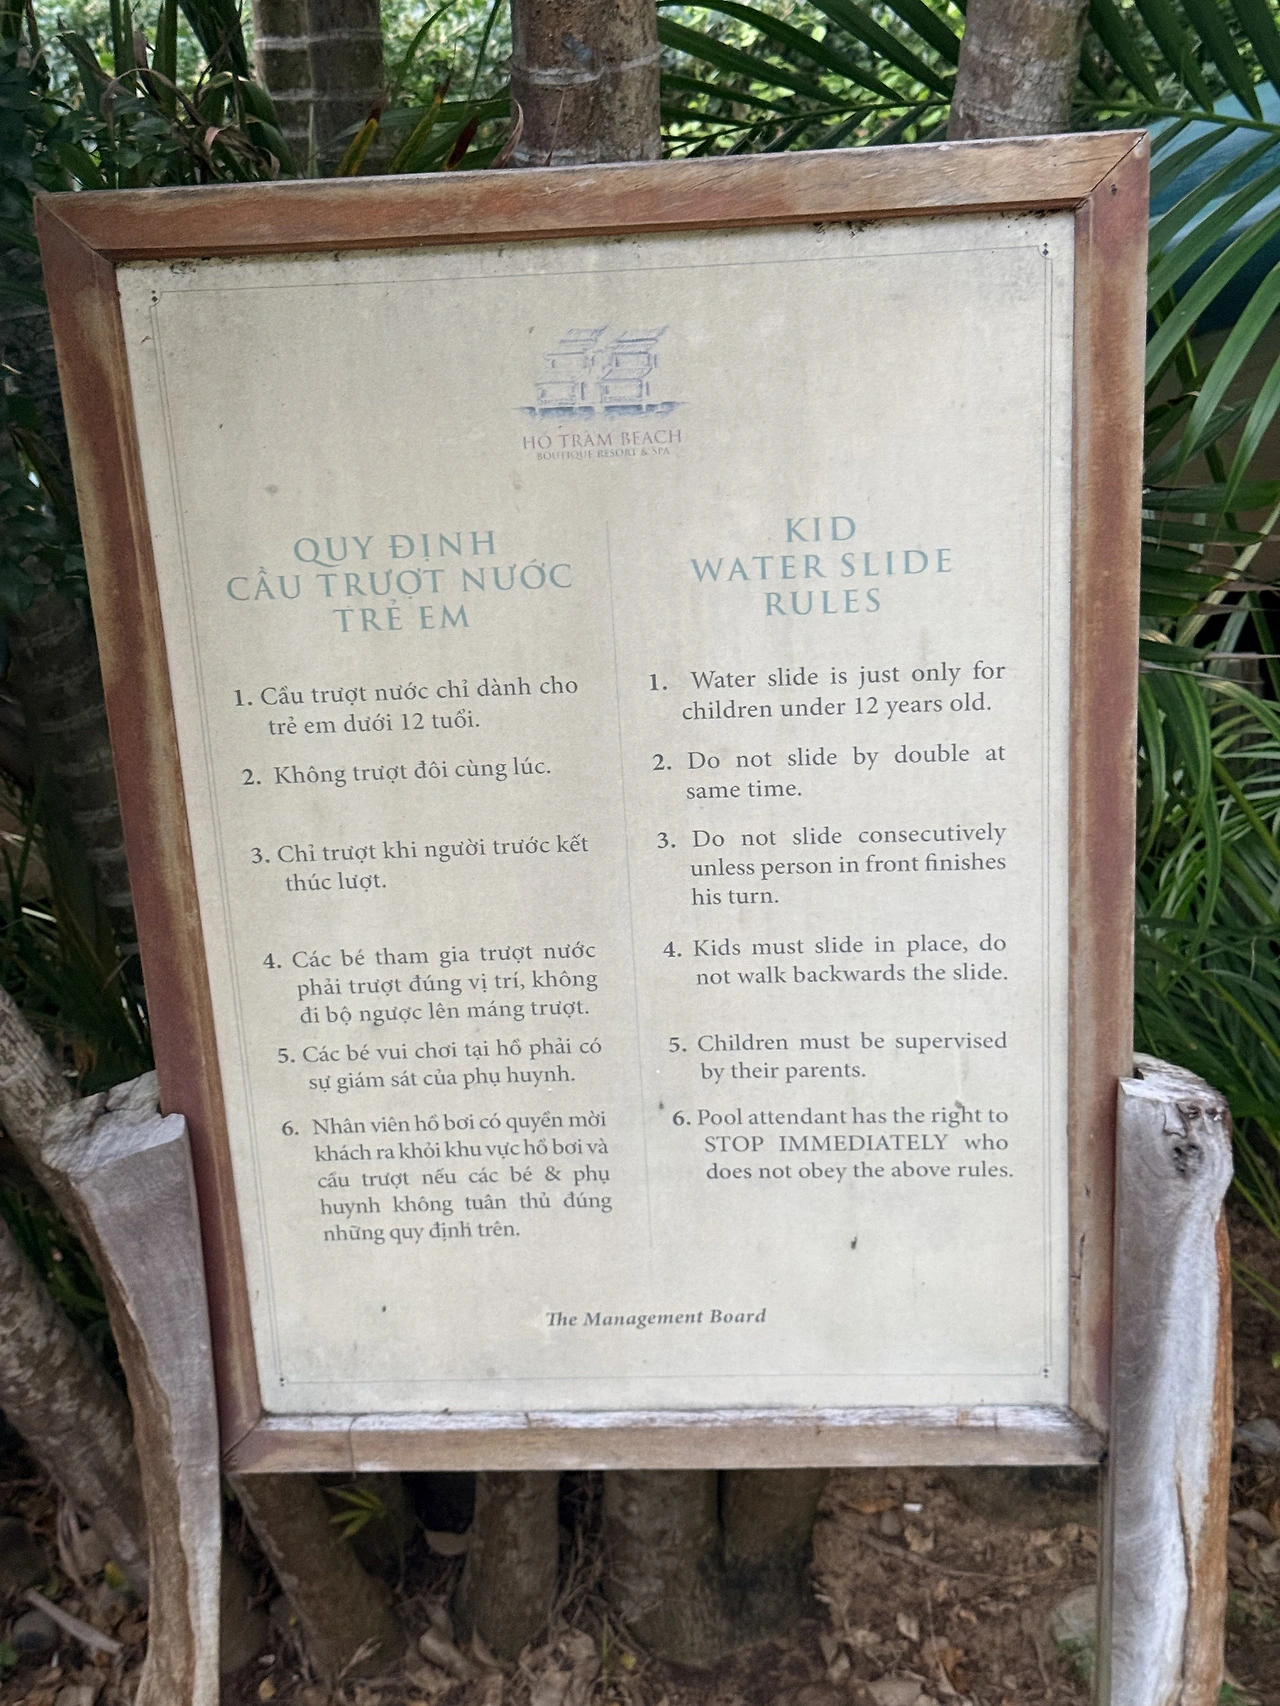 HỒ TRÀM BEACH
BOUTIQUE RESORT & SPA
QUY ĐỊNH
CẦU TRƯỢT NƯỚC
TRẺ EM
1. Cầu trượt nước chỉ dành cho
trẻ em dưới 12 tuổi.
2. Không trượt đôi cùng lúc.
3. Chỉ trượt khi người trước kết
thúc lượt.
4. Các bé tham gia trượt nước
phải trượt đúng vị trí, không
đi bộ ngược lên máng trượt.
5. Các bé vui chơi tại hồ phải có
sự giám sát của phụ huynh.
6. Nhân viên hồ bơi có quyền mời
khách ra khỏi khu vực hồ bơi và
cầu trượt nếu các bé & phụ
huynh không tuân thủ đúng
những quy định trên.
KID
WATER SLIDE
RULES
1. Water slide is just only for
children under 12 years old.
2. Do not slide by double at
same time.
3. Do not slide consecutively
unless person in front finishes
his turn.
4. Kids must slide in place, do
not walk backwards the slide.
5. Children must be supervised
by their parents.
6. Pool attendant has the right to
STOP IMMEDIATELY who
does not obey the above rules.
The Management Board